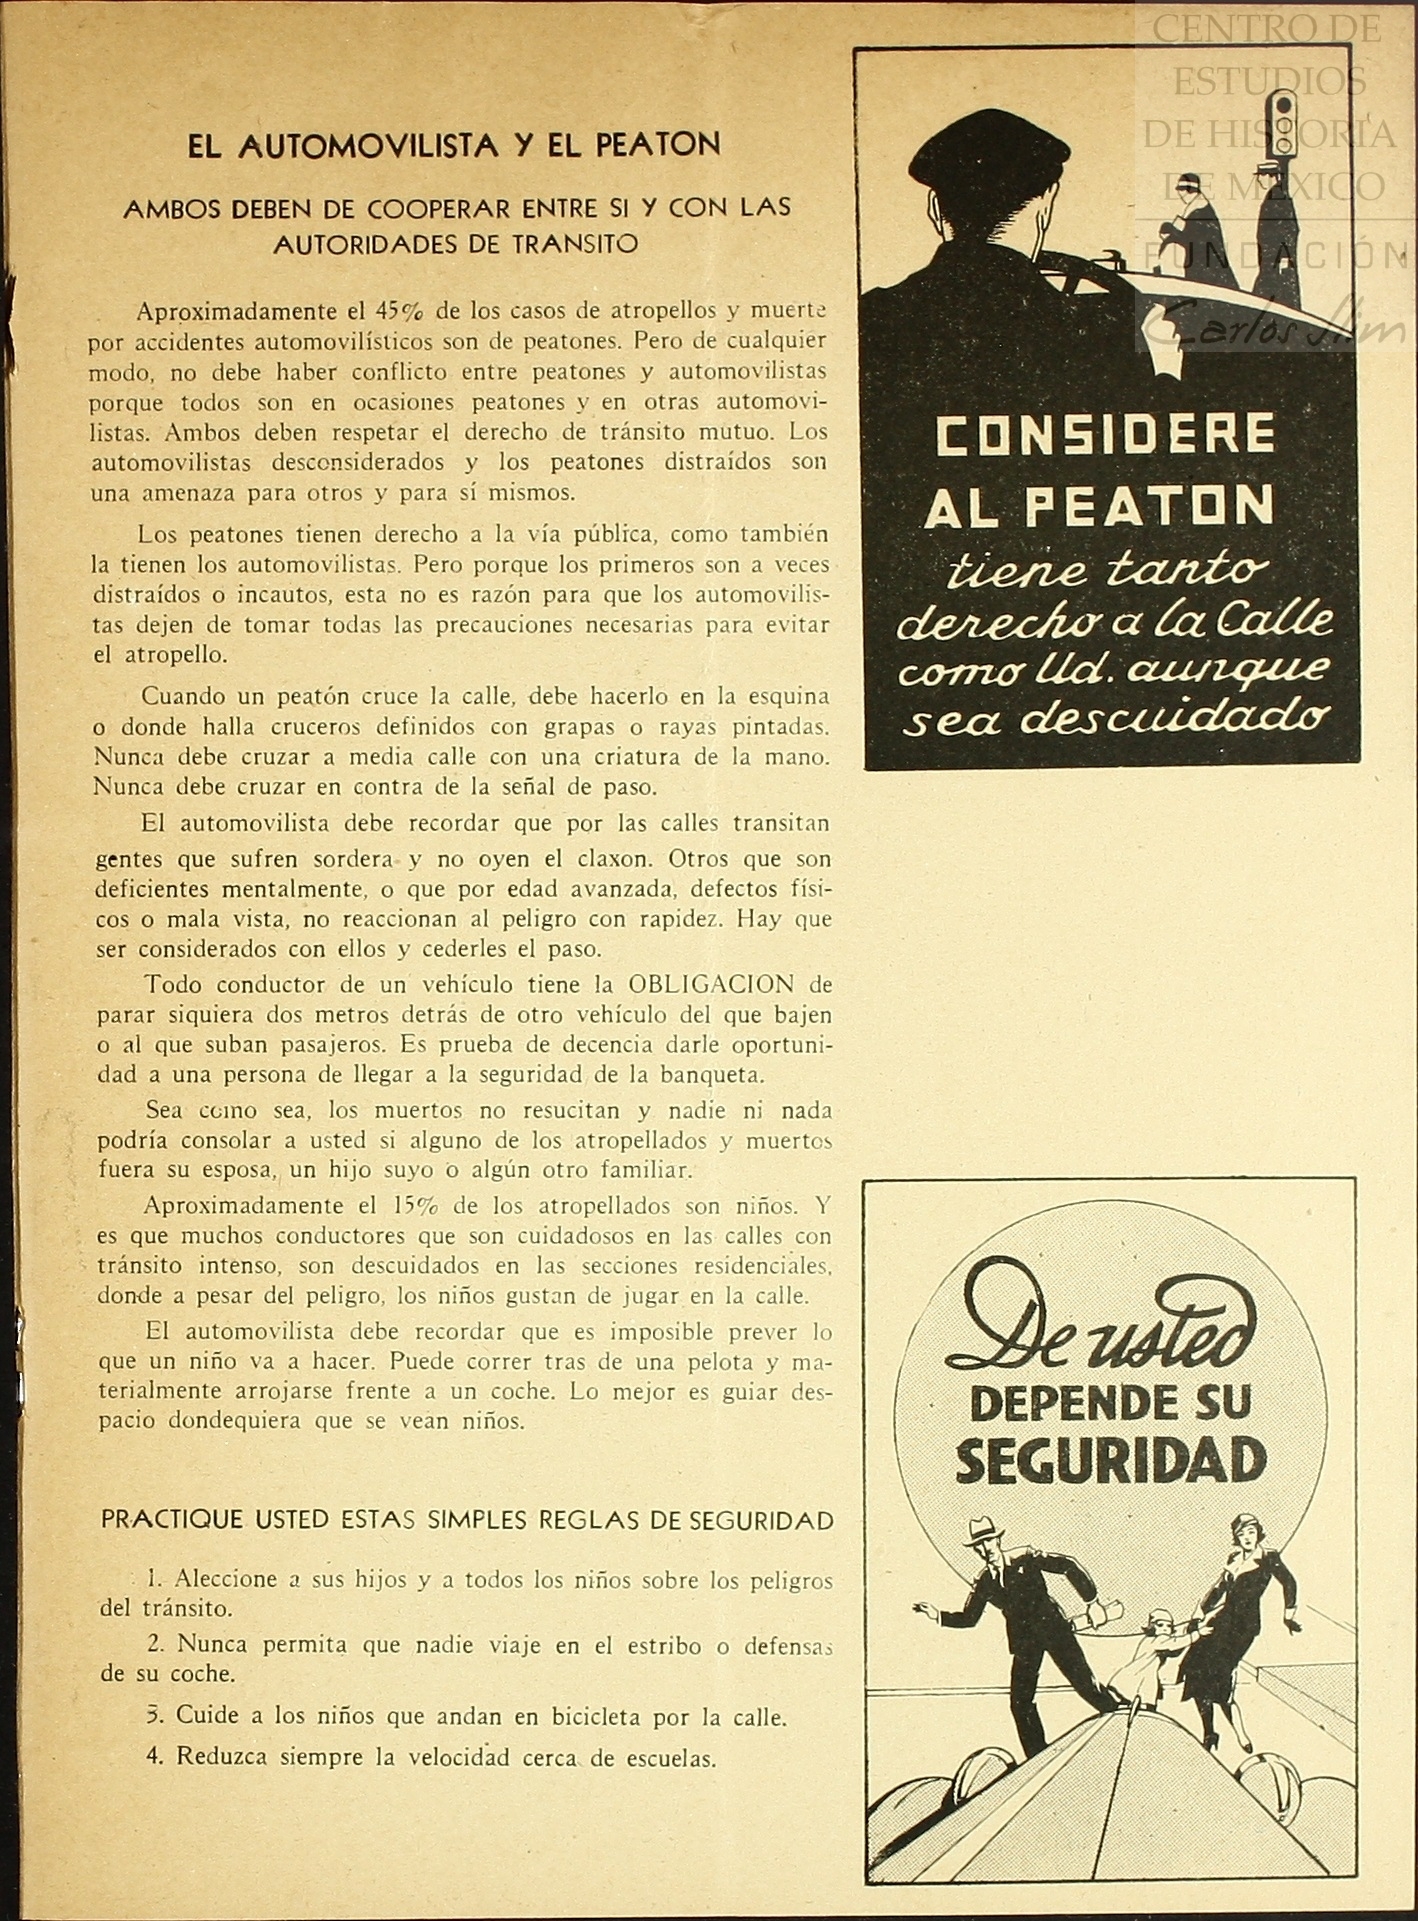 CENTRO DE
ESTUDIOS
DE HISTORIA
DE MÉXICO
FUNDACIÓN
Carlos Slim
EL AUTOMOVILISTA Y EL PEATON
AMBOS DEBEN DE COOPERAR ENTRE SI Y CON LAS
AUTORIDADES DE TRANSITO
Aproximadamente el 45% de los casos de atropellos y muerte
por accidentes automovilísticos son de peatones. Pero de cualquier
modo, no debe haber conflicto entre peatones y automovilistas
porque todos son en ocasiones peatones y en otras automovi-
listas. Ambos deben respetar el derecho de tránsito mutuo. Los
automovilistas desconsiderados y los peatones distraídos son
una amenaza para otros y para sí mismos.
Los peatones tienen derecho a la vía pública, como también
la tienen los automovilistas. Pero porque los primeros son a veces
distraídos o incautos, esta no es razón para que los automovilis-
tas dejen de tomar todas las precauciones necesarias para evitar
el atropello.
Cuando un peatón cruce la calle, debe hacerlo en la esquina
o donde halla cruceros definidos con grapas o rayas pintadas.
Nunca debe cruzar a media calle con una criatura de la mano.
Nunca debe cruzar en contra de la señal de paso.
El automovilista debe recordar que por las calles transitan
gentes que sufren sordera y no oyen el claxon. Otros que son
deficientes mentalmente, o que por edad avanzada, defectos físi-
cos o mala vista, no reaccionan al peligro con rapidez. Hay que
ser considerados con ellos y cederles el paso.
Todo conductor de un vehículo tiene la OBLIGACION de
parar siquiera dos metros detrás de otro vehículo del que bajen
o al que suban pasajeros. Es prueba de decencia darle oportuni-
dad a una persona de llegar a la seguridad de la banqueta.
Sea como sea, los muertos no resucitan y nadie ni nada
podría consolar a usted si alguno de los atropellados y muertos
fuera su esposa, un hijo suyo o algún otro familiar.
Aproximadamente el 15% de los atropellados son niños. Y
es que muchos conductores que son cuidadosos en las calles con
tránsito intenso, son descuidados en las secciones residenciales,
donde a pesar del peligro, los niños gustan de jugar en la calle.
El automovilista debe recordar que es imposible prever lo
que un niño va a hacer. Puede correr tras de una pelota y ma-
terialmente arrojarse frente a un coche. Lo mejor es guiar des-
pacio dondequiera que se vean niños.
PRACTIQUE USTED ESTAS SIMPLES REGLAS DE SEGURIDAD
1. Aleccione a sus hijos y a todos los niños sobre los peligros
del tránsito.
2. Nunca permita que nadie viaje en el estribo o defensas
de su coche.
3. Cuide a los niños que andan en bicicleta por la calle.
4. Reduzca siempre la velocidad cerca de escuelas.
CONSIDERE
AL PEATON
tiene tanto
derecho a la Calle
como Ud. aunque
sea descuidado
De usted
DEPENDE SU
SEGURIDAD